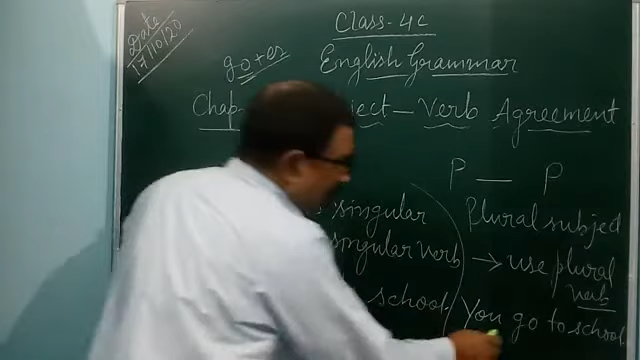 Date
17/10/20
Class-4c
go+es
English Grammar
Chap ject-Verb Agreement
P — P
singular
singular verb
school
Plural subject
→ use plural
verb
You go to school